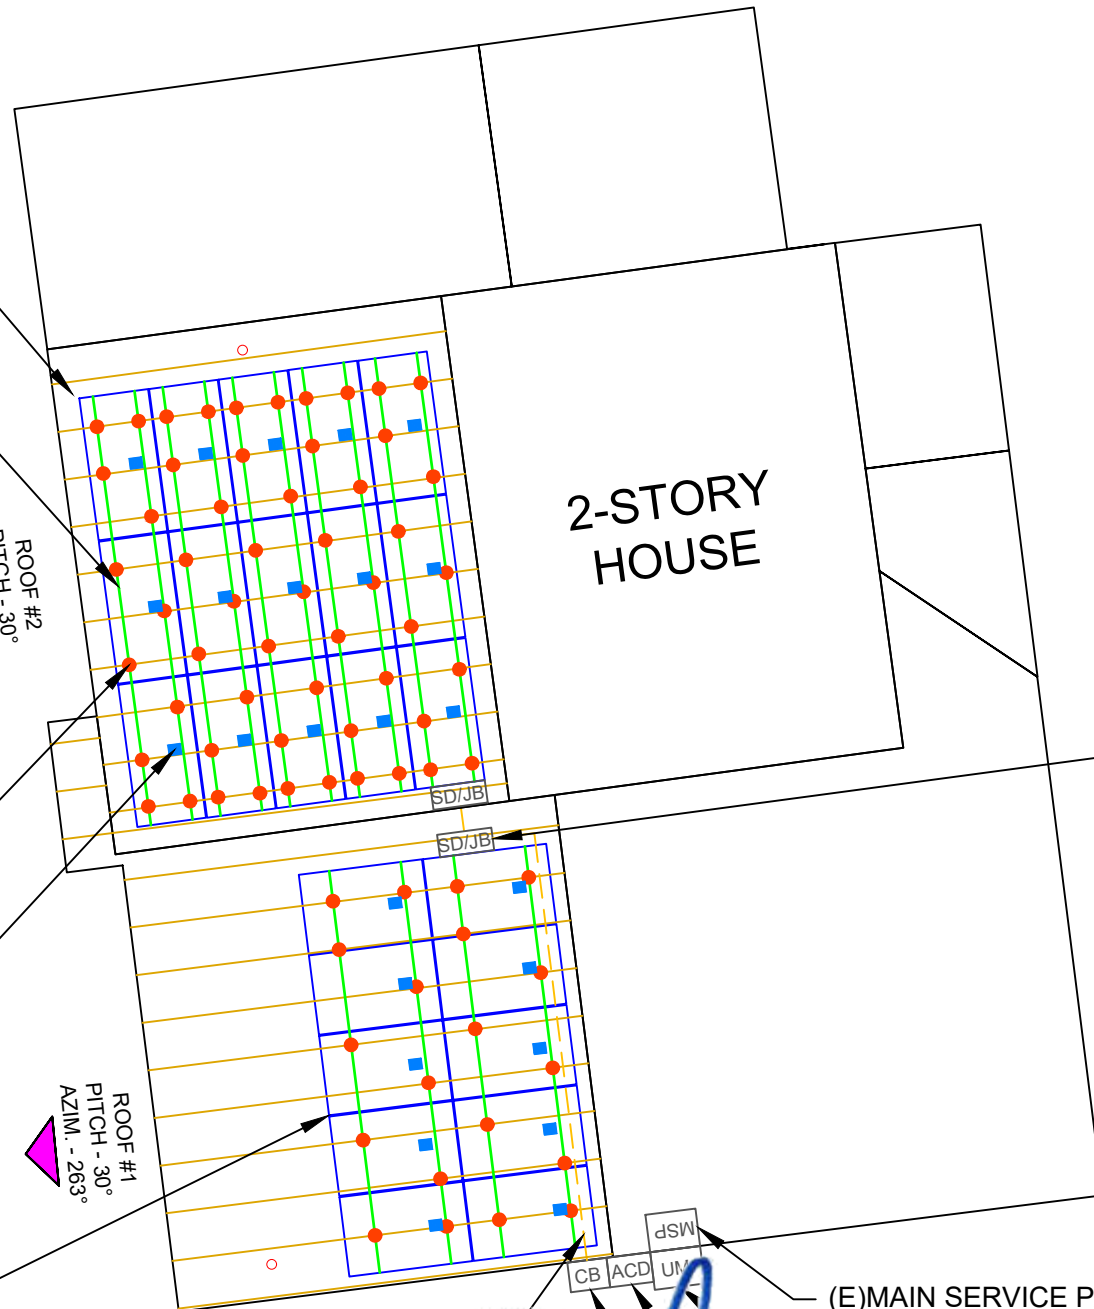 2-STORY
HOUSE
ROOF #2
PITCH - 30°
SD/JB
SD/JB
ROOF #1
PITCH - 30°
AZIM. - 263°
MSP
CB
ACD
UM
(E)MAIN SERVICE P